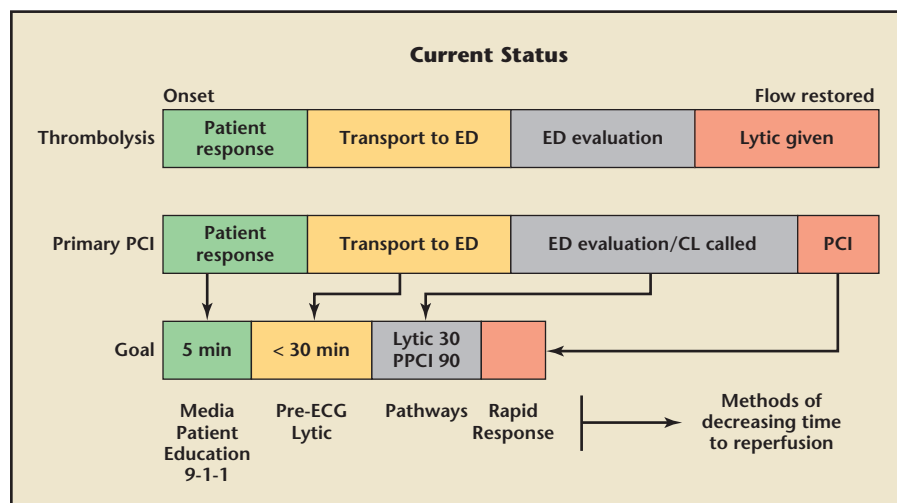 Current Status
Onset
Flow restored
Thrombolysis
Patient
response
Transport to ED
ED evaluation
Lytic given
Primary PCI
Patient
response
Transport to ED
ED evaluation/CL called
PCI
Goal
5 min
< 30 min
Lytic 30
PPCI 90
Media
Patient
Education
9-1-1
Pre-ECG
Lytic
Pathways
Rapid
Response
Methods of
decreasing time
to reperfusion